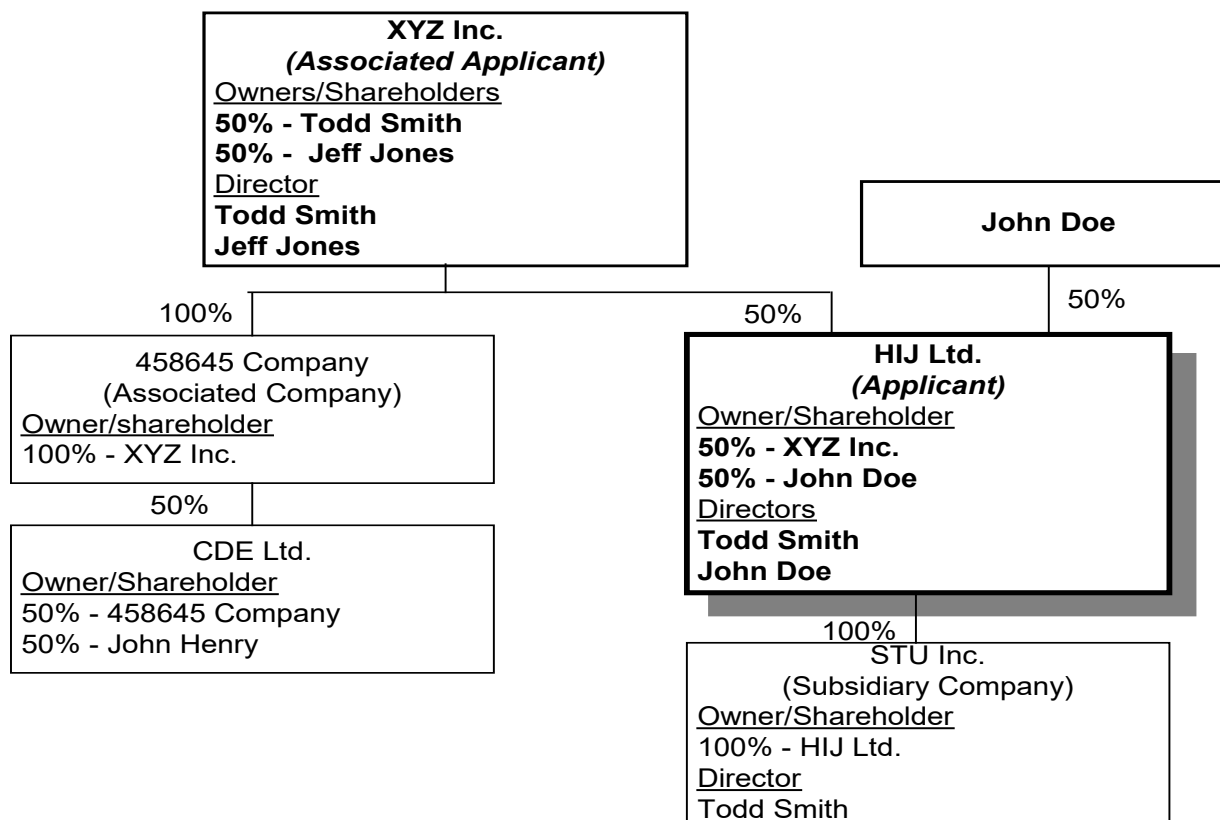 XYZ Inc.
(Associated Applicant)
Owners/Shareholders
50% - Todd Smith
50% -  Jeff Jones
Director
Todd Smith
Jeff Jones
John Doe
100%
50%
50%
458645 Company
(Associated Company)
Owner/shareholder
100% - XYZ Inc.
HIJ Ltd.
(Applicant)
Owner/Shareholder
50% - XYZ Inc.
50% - John Doe
Directors
Todd Smith
John Doe
50%
CDE Ltd.
Owner/Shareholder
50% - 458645 Company
50% - John Henry
100%
STU Inc.
(Subsidiary Company)
Owner/Shareholder
100% - HIJ Ltd.
Director
Todd Smith